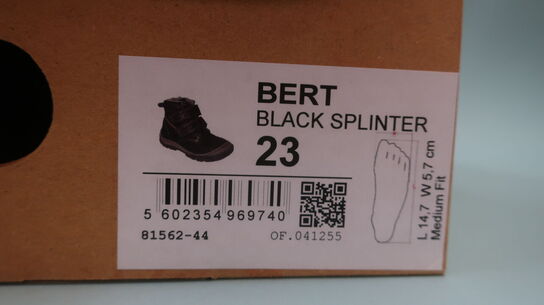 BERT
BLACK SPLINTER
23
5 602354 969740
81562-44
OF.041255
L 14,7 W 5,7 cm
Medium Fit